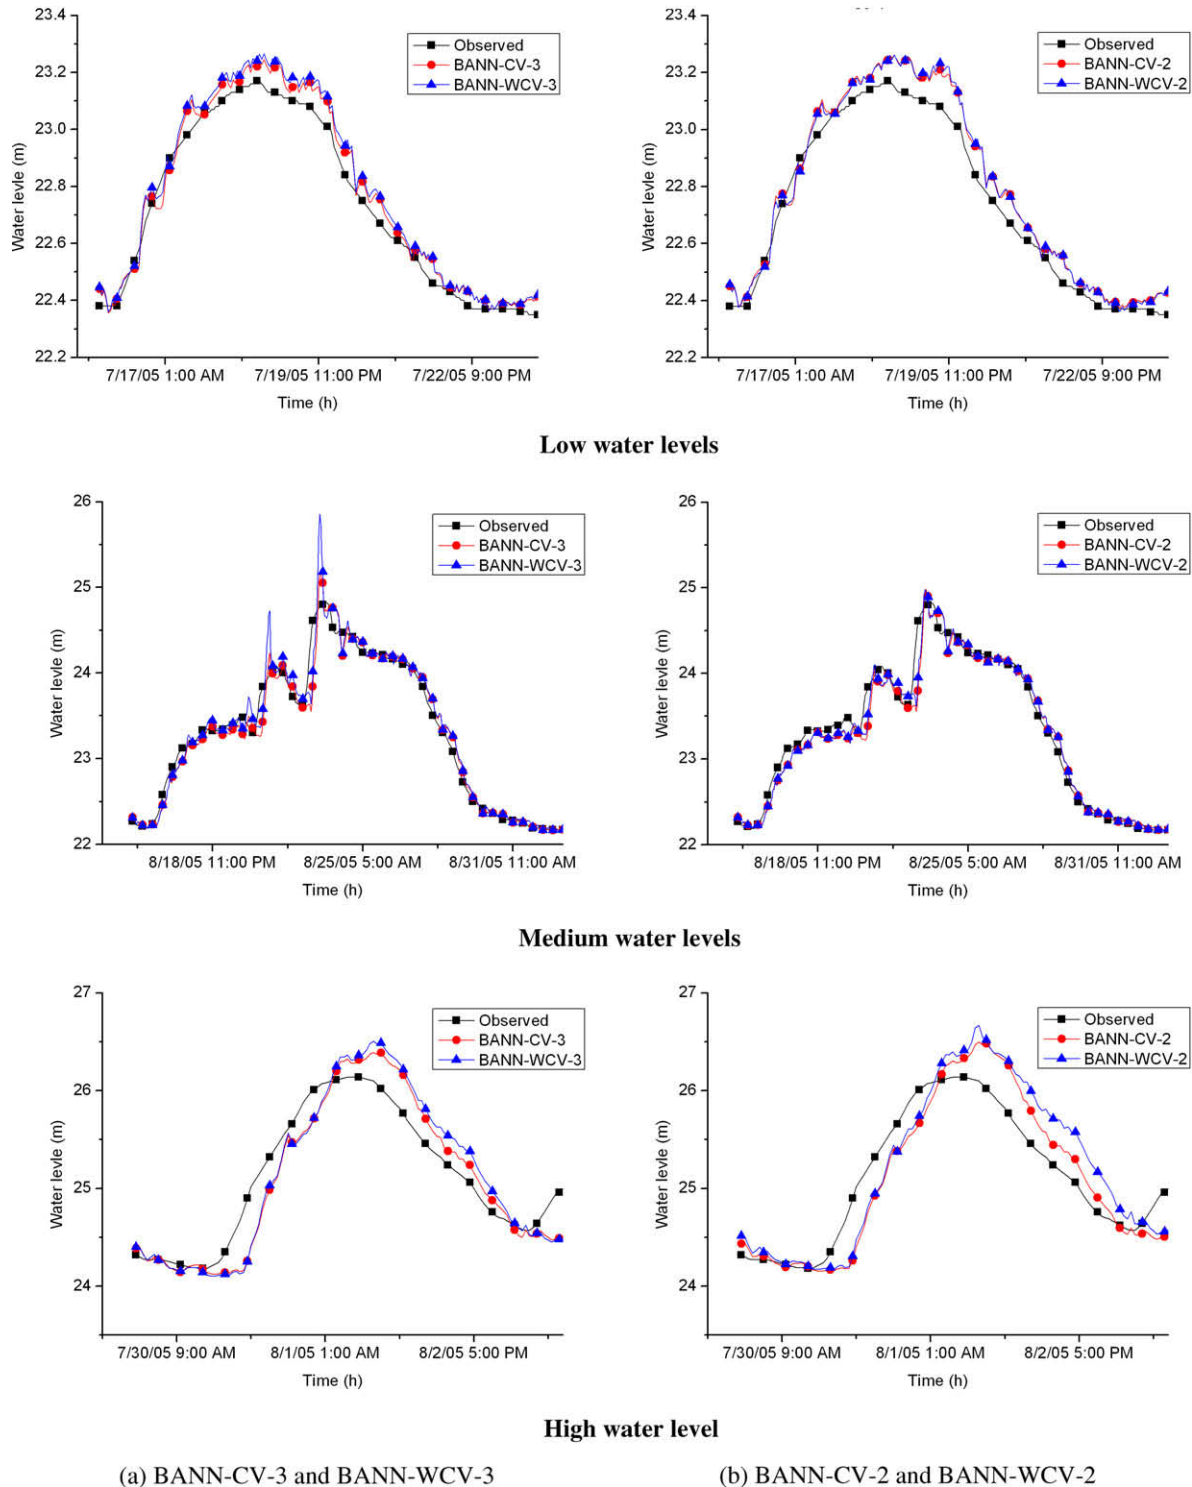 23.4
23.2
23.0
22.8
22.6
22.4
22.2
Water levle (m)
Observed
BANN-CV-3
BANN-WCV-3
7/17/05 1:00 AM 7/19/05 11:00 PM 7/22/05 9:00 PM
Time (h)
23.4
23.2
23.0
22.8
22.6
22.4
22.2
Water levle (m)
Observed
BANN-CV-2
BANN-WCV-2
7/17/05 1:00 AM 7/19/05 11:00 PM 7/22/05 9:00 PM
Time (h)
Low water levels
26
25
24
23
22
Water levle (m)
Observed
BANN-CV-3
BANN-WCV-3
8/18/05 11:00 PM 8/25/05 5:00 AM 8/31/05 11:00 AM
Time (h)
26
25
24
23
22
Water levle (m)
Observed
BANN-CV-2
BANN-WCV-2
8/18/05 11:00 PM 8/25/05 5:00 AM 8/31/05 11:00 AM
Time (h)
Medium water levels
27
26
25
24
Water levle (m)
Observed
BANN-CV-3
BANN-WCV-3
7/30/05 9:00 AM 8/1/05 1:00 AM 8/2/05 5:00 PM
Time (h)
27
26
25
24
Water levle (m)
Observed
BANN-CV-2
BANN-WCV-2
7/30/05 9:00 AM 8/1/05 1:00 AM 8/2/05 5:00 PM
Time (h)
High water level
(a) BANN-CV-3 and BANN-WCV-3
(b) BANN-CV-2 and BANN-WCV-2